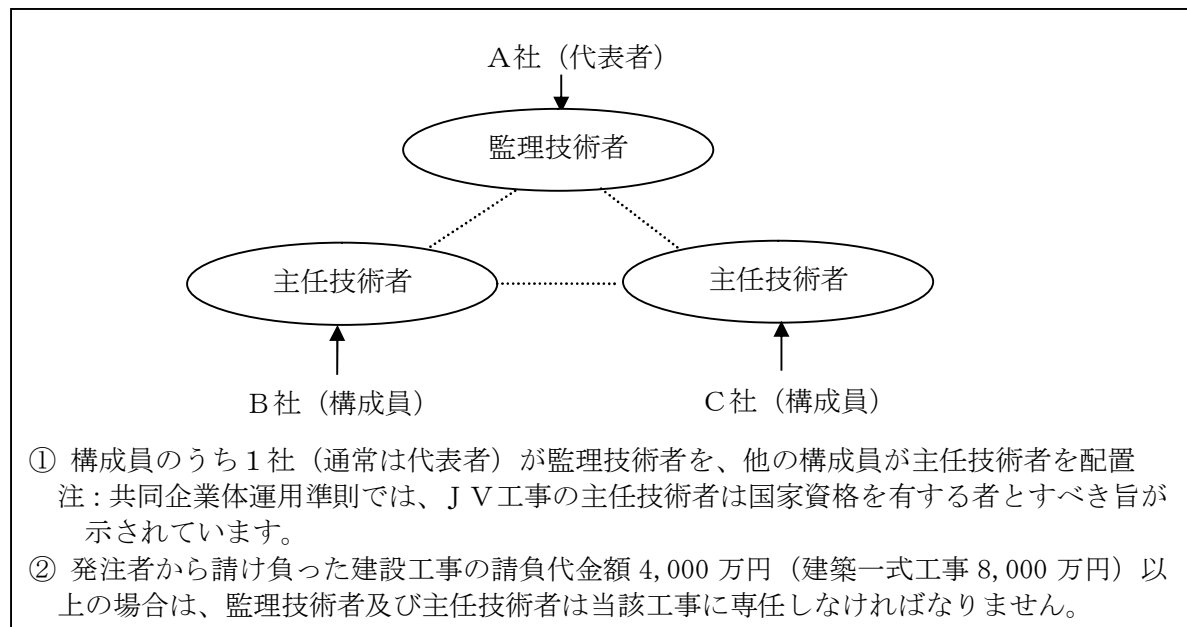 A社（代表者）
監理技術者
主任技術者
主任技術者
B社（構成員）
C社（構成員）
① 構成員のうち１社（通常は代表者）が監理技術者を、他の構成員が主任技術者を配置
注：共同企業体運用準則では、ＪＶ工事の主任技術者は国家資格を有する者とすべき旨が
示されています。
② 発注者から請け負った建設工事の請負代金額 4,000 万円（建築一式工事 8,000 万円）以
上の場合は、監理技術者及び主任技術者は当該工事に専任しなければなりません。